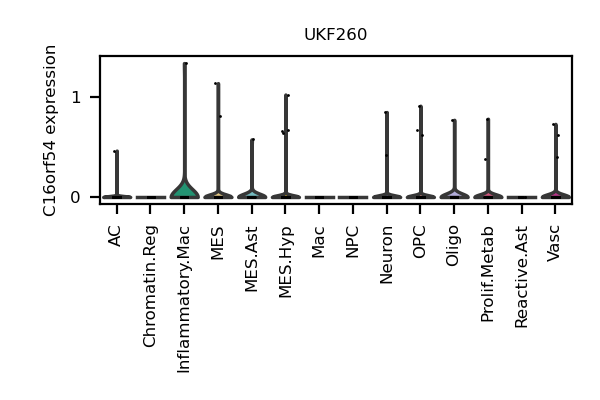 UKF260
C16orf54 expression
1
0
AC
Chromatin.Reg
Inflammatory.Mac
MES
MES.Ast
MES.Hyp
Mac
NPC
Neuron
OPC
Oligo
Prolif.Metab
Reactive.Ast
Vasc